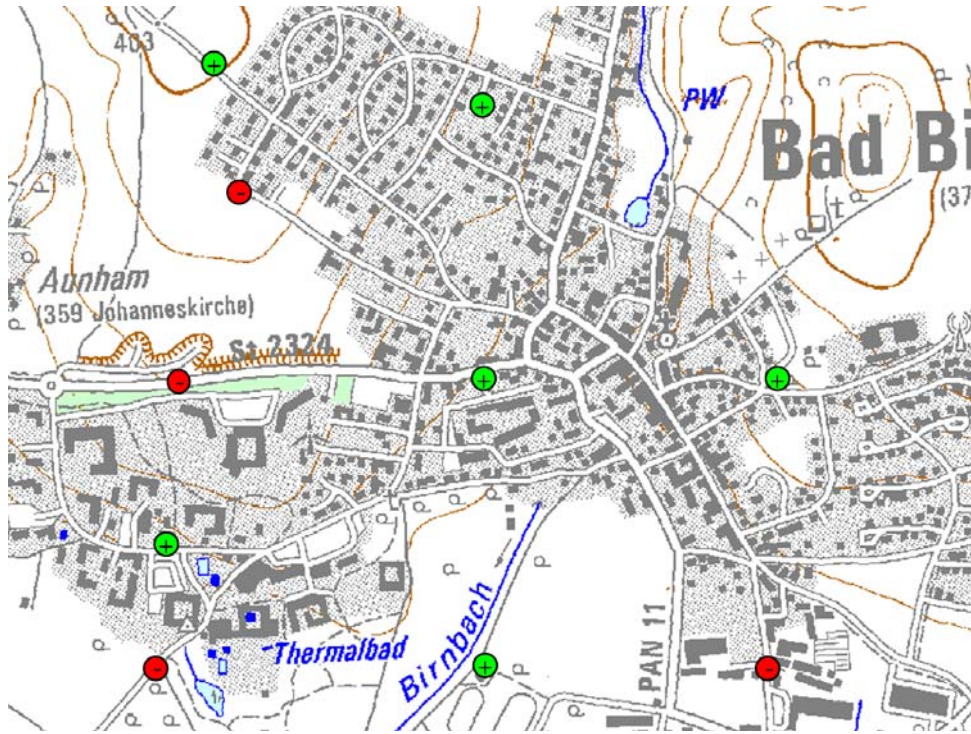 403
PW
Bad Bi
(37
Aunham
(359 Johanneskirche)
St 2324
Thermalbad
Birnbach
PAN 11